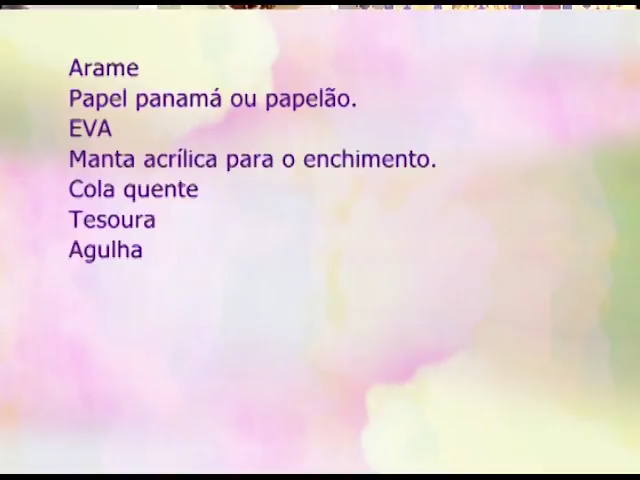 Arame
Papel panamá ou papelão.
EVA
Manta acrílica para o enchimento.
Cola quente
Tesoura
Agulha